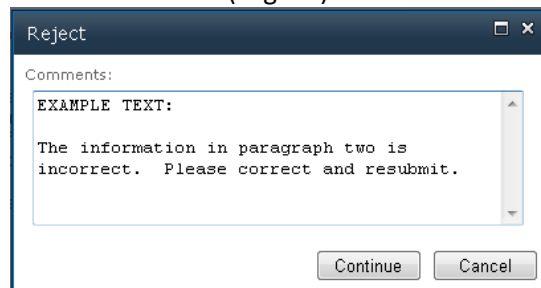 Reject
Comments:
EXAMPLE TEXT:
The information in paragraph two is
incorrect.  Please correct and resubmit.
Continue Cancel